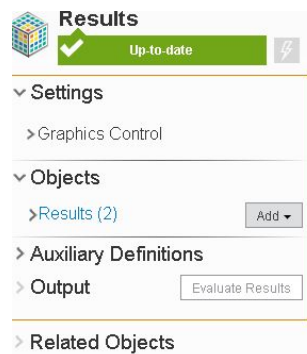 Results
Up-to-date
Settings
Graphics Control
Objects
Results (2)
Add
Auxiliary Definitions
Output
Evaluate Results
Related Objects